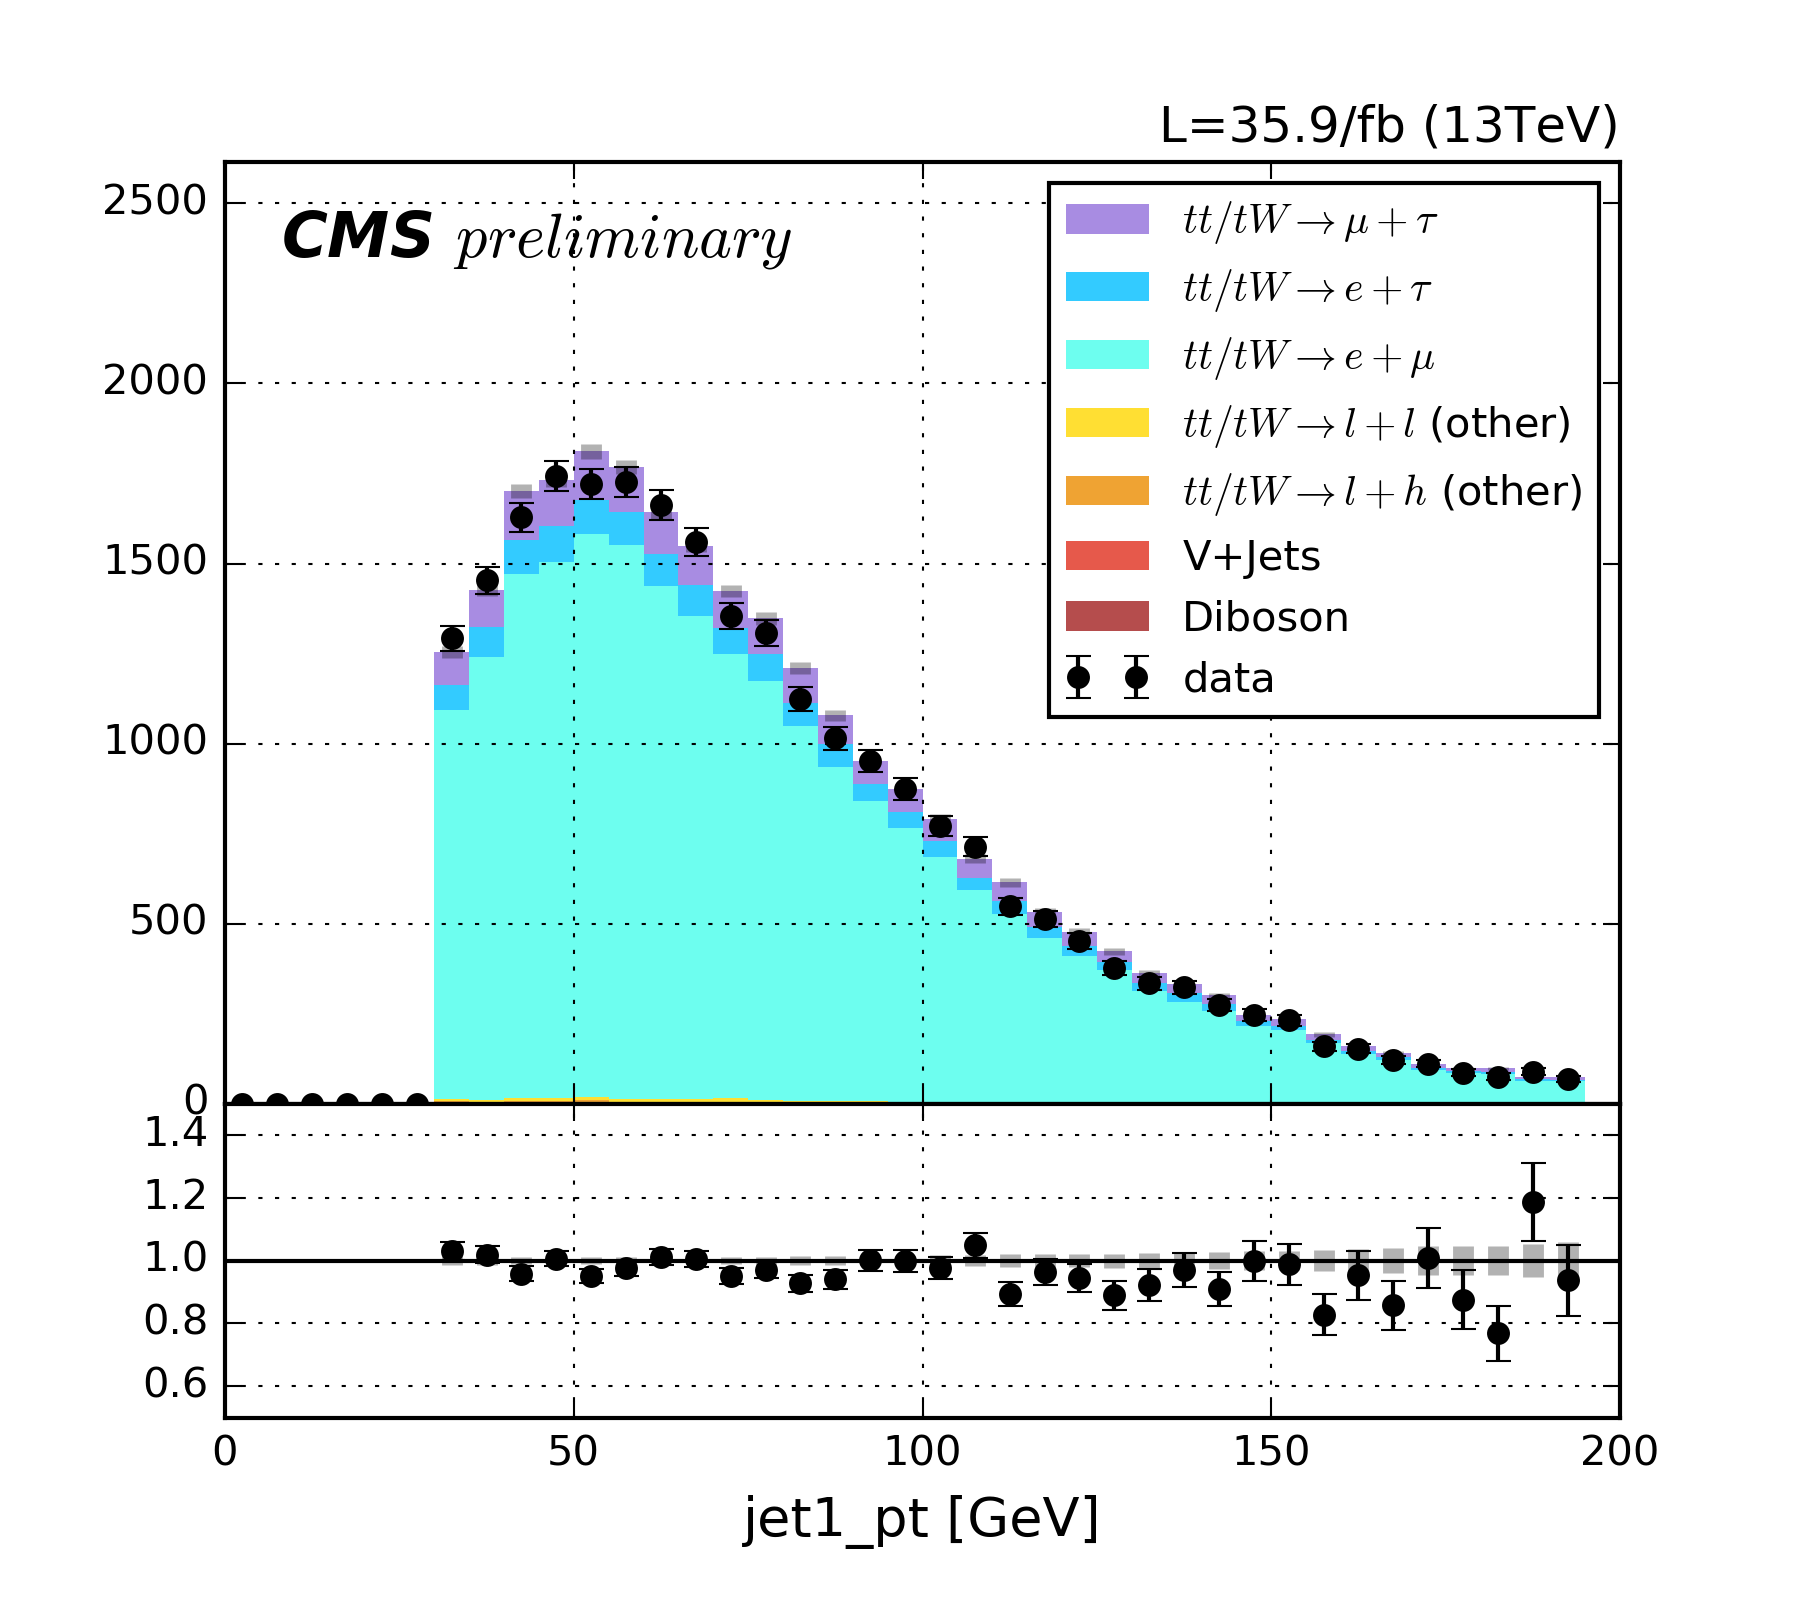 L=35.9/fb (13TeV)
CMS preliminary
2500
2000
1500
1000
500
0
tt/tW→μ+τ
tt/tW→e+τ
tt/tW→e+μ
tt/tW→l+l (other)
tt/tW→l+h (other)
V+Jets
Diboson
data
1.4
1.2
1.0
0.8
0.6
0 50 100 150 200
jet1_pt [GeV]